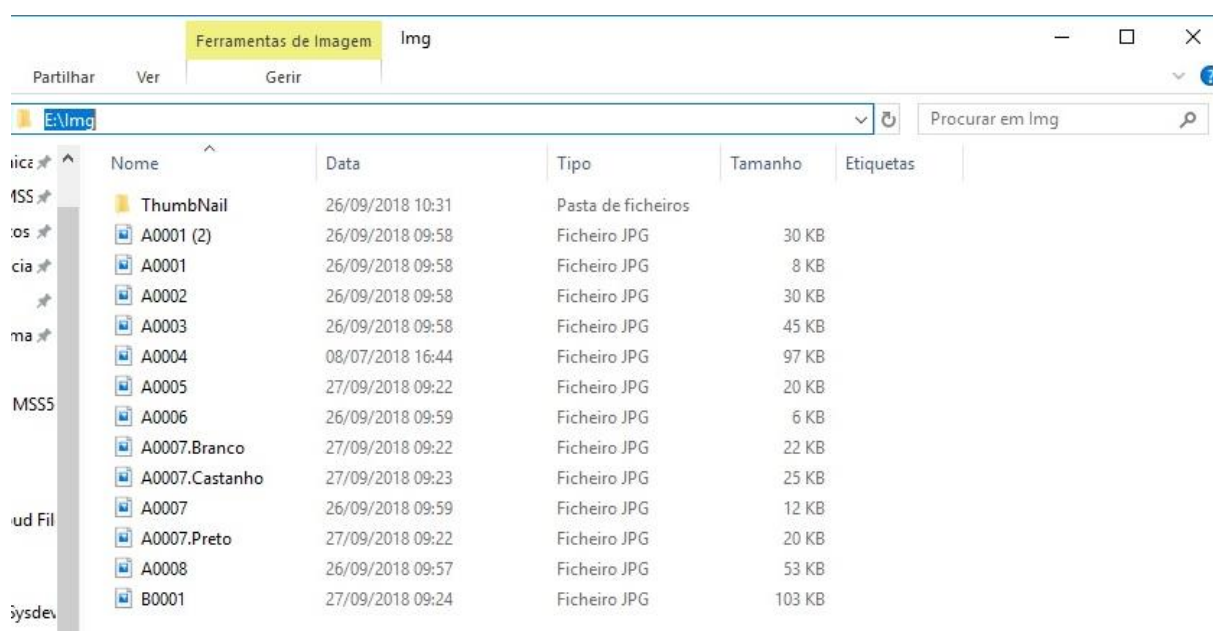 Ferramentas de Imagem Img
Partilhar Ver Gerir
E:\Img Procurar em Img
Nome Data Tipo Tamanho Etiquetas
ThumbNail 26/09/2018 10:31 Pasta de ficheiros
A0001 (2) 26/09/2018 09:58 Ficheiro JPG 30 KB
A0001 26/09/2018 09:58 Ficheiro JPG 8 KB
A0002 26/09/2018 09:58 Ficheiro JPG 30 KB
A0003 26/09/2018 09:58 Ficheiro JPG 45 KB
A0004 08/07/2018 16:44 Ficheiro JPG 97 KB
A0005 27/09/2018 09:22 Ficheiro JPG 20 KB
MSS5
A0006 26/09/2018 09:59 Ficheiro JPG 6 KB
A0007.Branco 27/09/2018 09:22 Ficheiro JPG 22 KB
A0007.Castanho 27/09/2018 09:23 Ficheiro JPG 25 KB
A0007 26/09/2018 09:59 Ficheiro JPG 12 KB
A0007.Preto 27/09/2018 09:22 Ficheiro JPG 20 KB
A0008 26/09/2018 09:57 Ficheiro JPG 53 KB
B0001 27/09/2018 09:24 Ficheiro JPG 103 KB